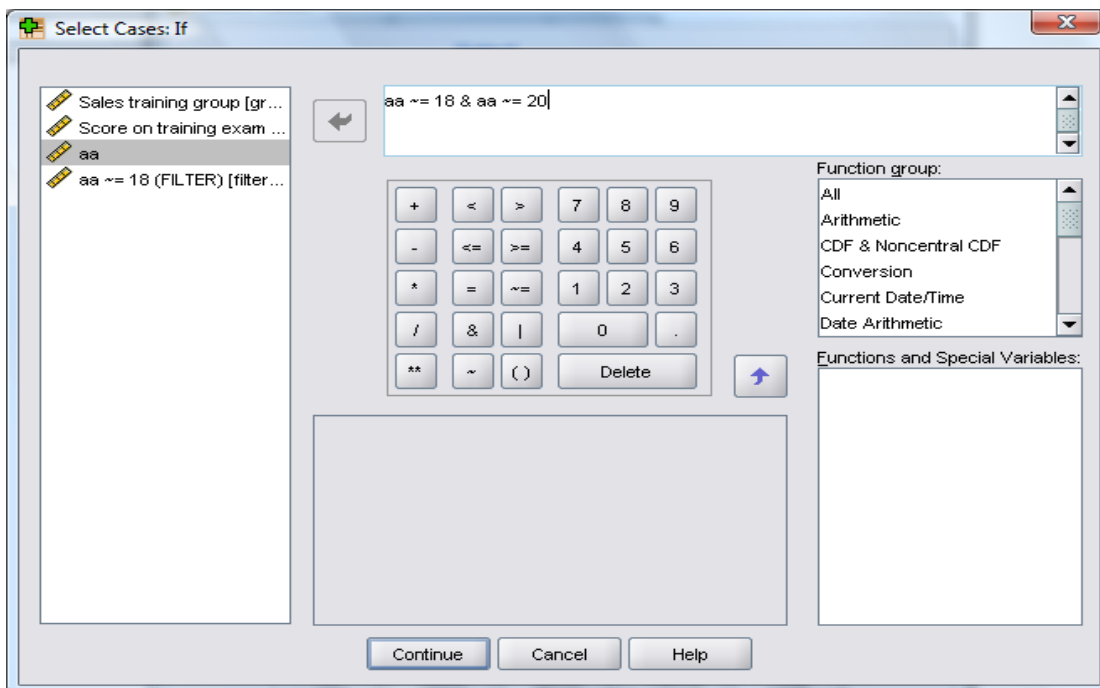 Select Cases: If
Sales training group [gr...
Score on training exam ...
aa
aa ~= 18 (FILTER) [filter...
aa ~= 18 & aa ~= 20
+ < > 7 8 9
- <= >= 4 5 6
* = ~= 1 2 3
/ & | 0 .
** ~ ( ) Delete
Function group:
All
Arithmetic
CDF & Noncentral CDF
Conversion
Current Date/Time
Date Arithmetic
Functions and Special Variables:
Continue Cancel Help